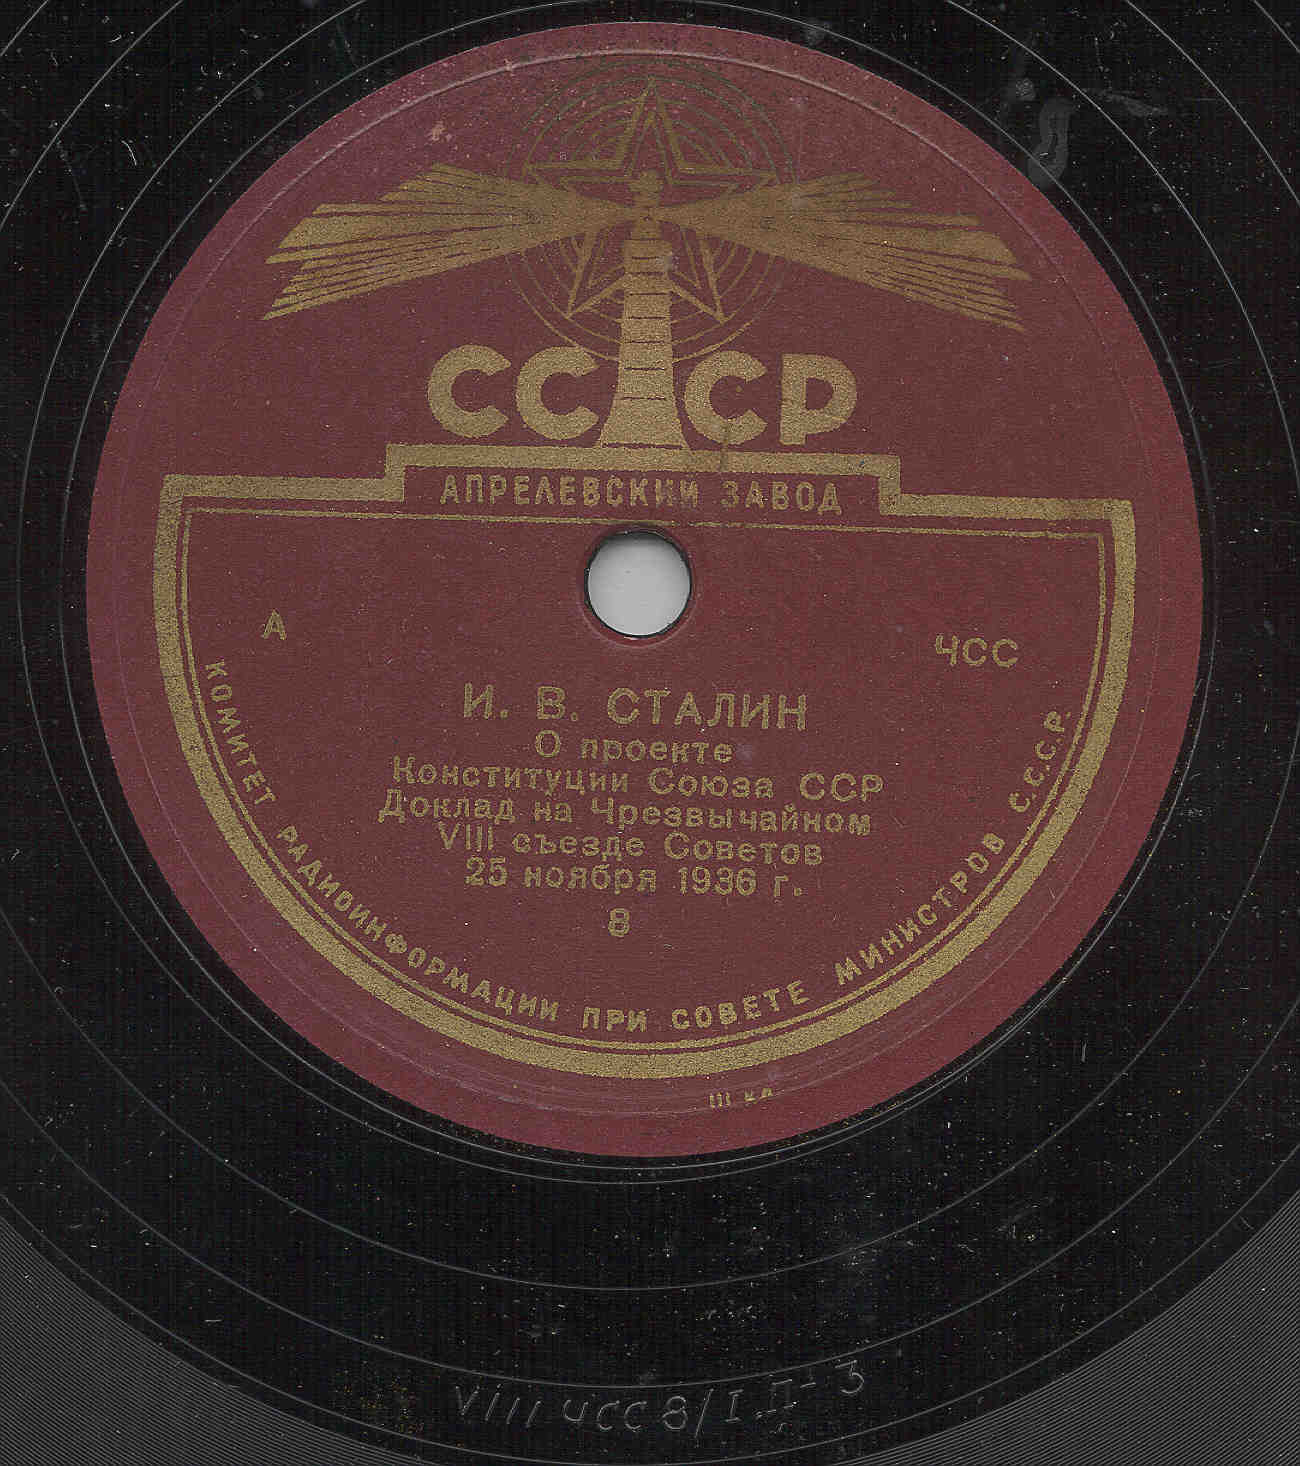 СССР
АПРЕЛЕВСКИЙ ЗАВОД
А
ЧСС
И. В. СТАЛИН
О проекте
Конституции Союза ССР
Доклад на Чрезвычайном
VIII съезде Советов
25 ноября 1936 г.
8
КОМИТЕТ РАДИОИНФОРМАЦИИ ПРИ СОВЕТЕ МИНИСТРОВ С.С.С.Р.
VIII ЧСС 8/I II-3